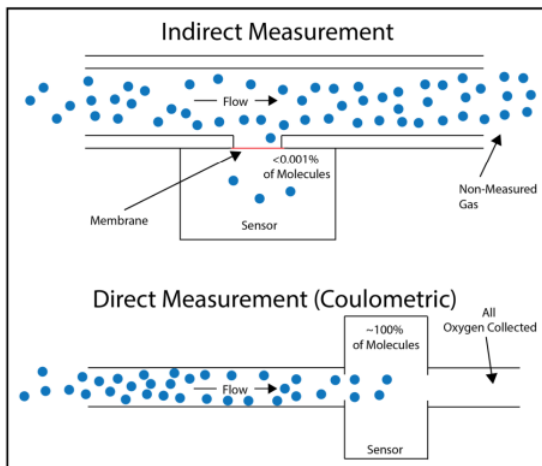 Indirect Measurement
Flow
<0.001%
of Molecules
Membrane
Sensor
Non-Measured
Gas
Direct Measurement (Coulometric)
All
Oxygen Collected
~100%
of Molecules
Flow
Sensor